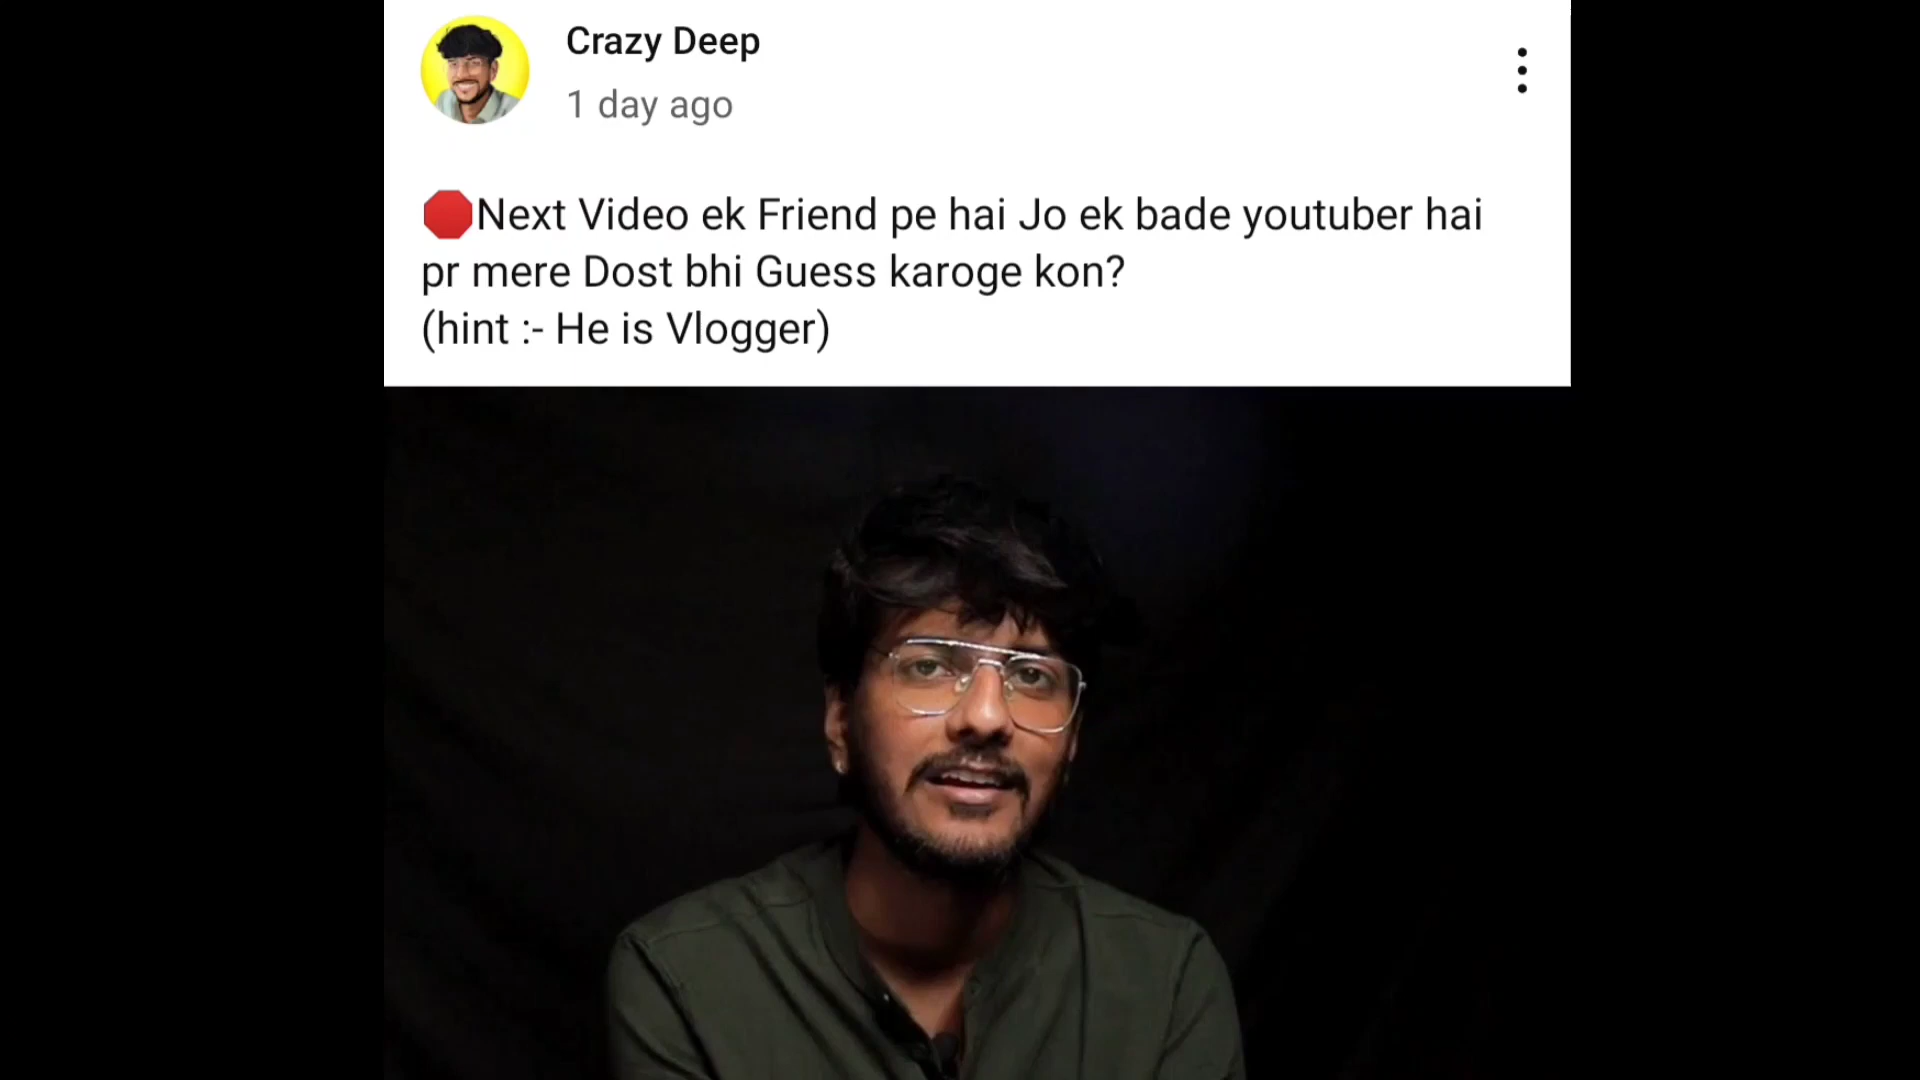 Crazy Deep
1 day ago
🛑Next Video ek Friend pe hai Jo ek bade youtuber hai
pr mere Dost bhi Guess karoge kon?
(hint :- He is Vlogger)